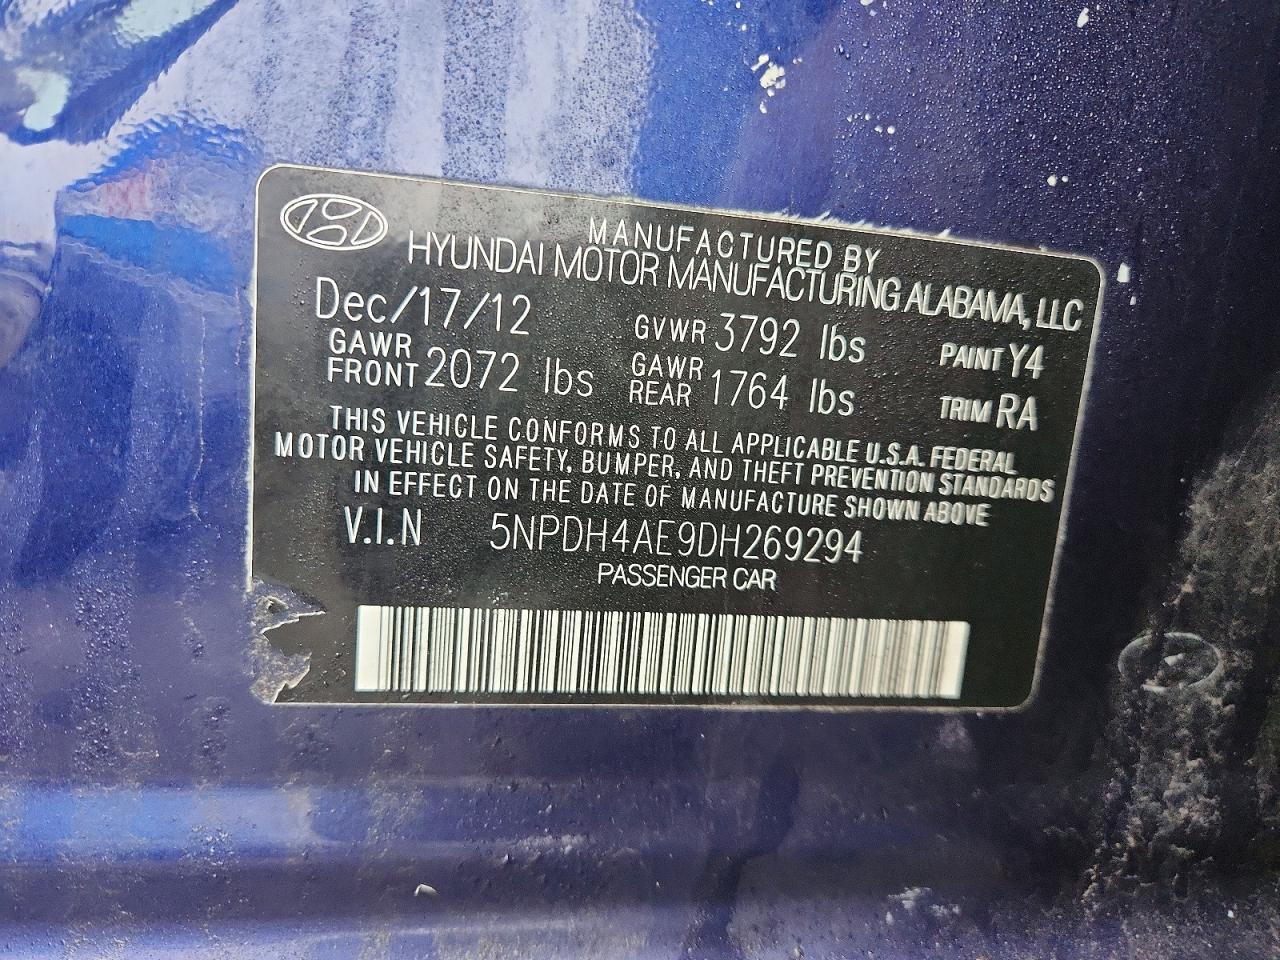 MANUFACTURED BY
HYUNDAI MOTOR MANUFACTURING ALABAMA, LLC
Dec/17/12 GVWR 3792 lbs PAINT Y4
GAWR FRONT 2072 lbs GAWR REAR 1764 lbs TRIM RA
THIS VEHICLE CONFORMS TO ALL APPLICABLE U.S.A. FEDERAL
MOTOR VEHICLE SAFETY, BUMPER, AND THEFT PREVENTION STANDARDS
IN EFFECT ON THE DATE OF MANUFACTURE SHOWN ABOVE
V.I.N 5NPDH4AE9DH269294
PASSENGER CAR